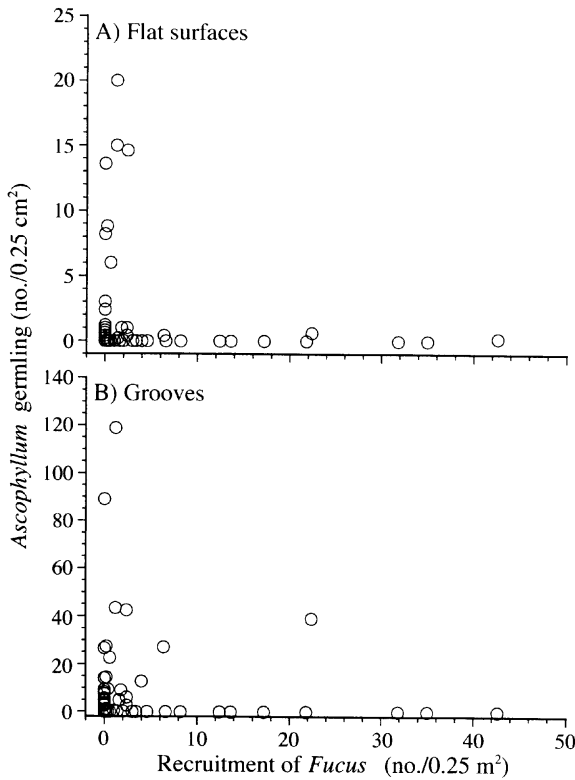 A) Flat surfaces
25
20
15
10
5
0
Ascophyllum germling (no./0.25 cm²)
B) Grooves
140
120
100
80
60
40
20
0
0 10 20 30 40 50
Recruitment of Fucus (no./0.25 m²)